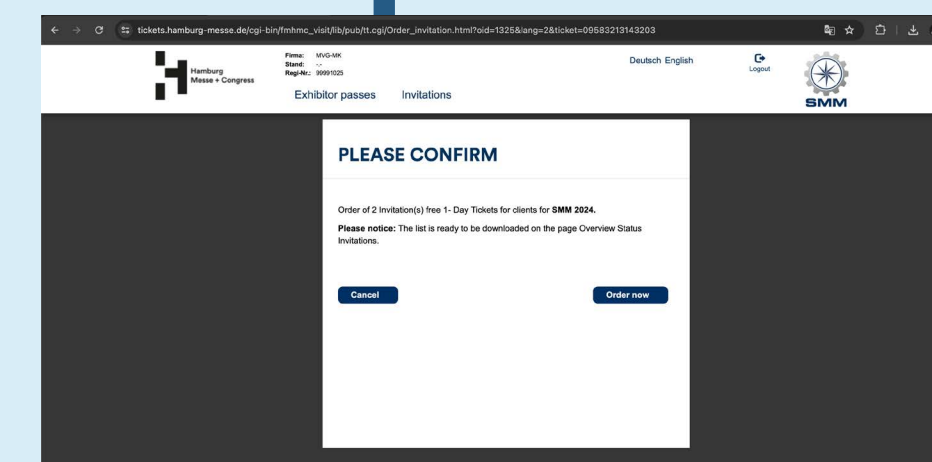 tickets.hamburg-messe.de/cgi-bin/fmhmc_visit/lib/pub/tt.cgi/Order_invitation.html?oid=1325&lang=2&ticket=09583213143203
Hamburg
Messe + Congress
Firma: MVG-MK
Stand: -.-
Regi-Nr.: 99991025
Deutsch English
Logout
SMM
Exhibitor passes Invitations
PLEASE CONFIRM
Order of 2 Invitation(s) free 1- Day Tickets for clients for SMM 2024.
Please notice: The list is ready to be downloaded on the page Overview Status
Invitations.
Cancel Order now